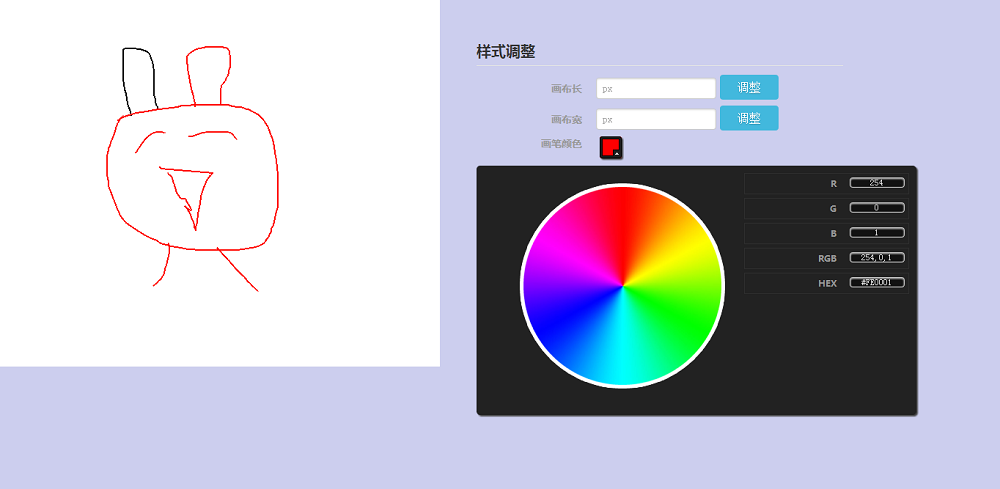 样式调整
画布长 px 调整
画布宽 px 调整
画笔颜色
R 254
G 0
B 1
RGB 254,0,1
HEX #FE0001